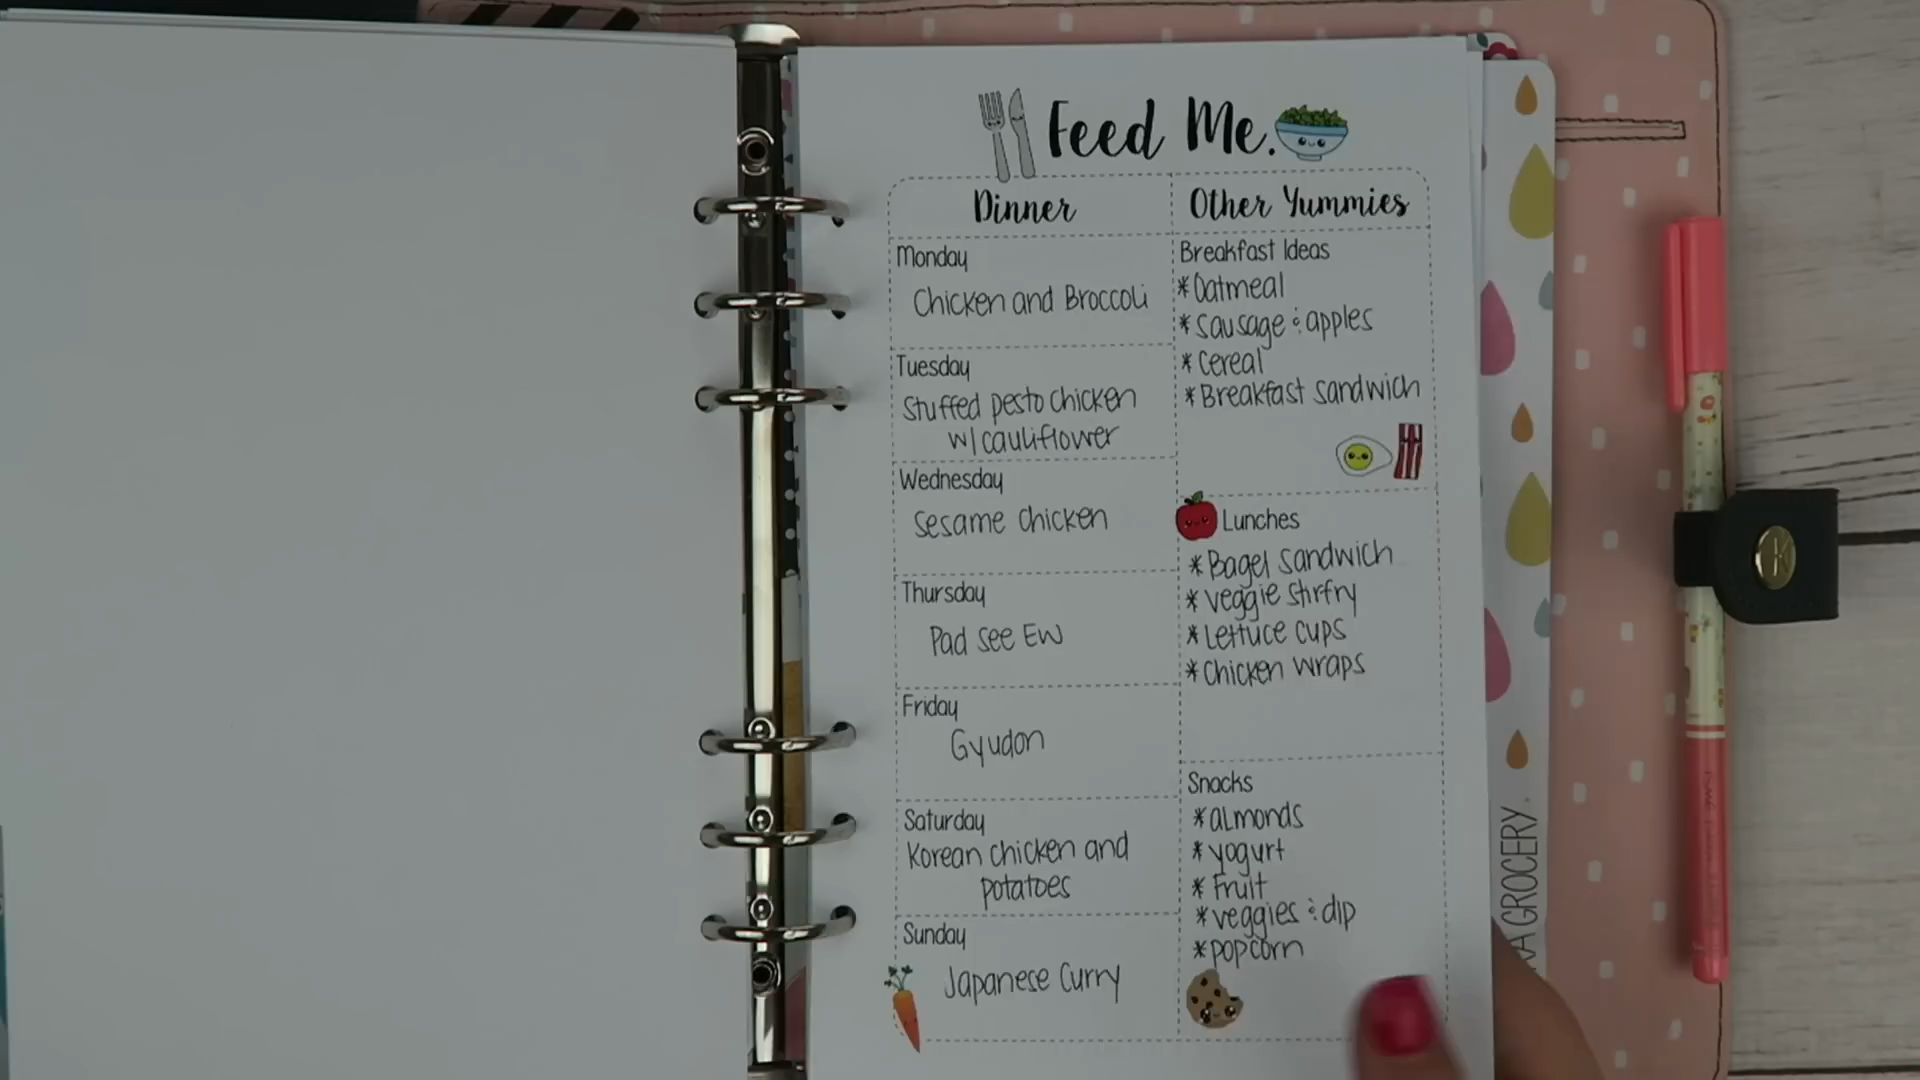 Feed Me.
Dinner
Monday
Chicken and Broccoli
Tuesday
Stuffed pesto chicken
w/ cauliflower
Wednesday
Sesame Chicken
Thursday
Pad See Ew
Friday
Gyudon
Saturday
Korean chicken and
potatoes
Sunday
Japanese Curry
Other Yummies
Breakfast Ideas
*Oatmeal
*Sausage & apples
*Cereal
*Breakfast sandwich
Lunches
*Bagel sandwich
*veggie stirfry
*Lettuce cups
*Chicken wraps
Snacks
*almonds
*yogurt
*Fruit
*veggies & dip
*popcorn
GROCERY.
K